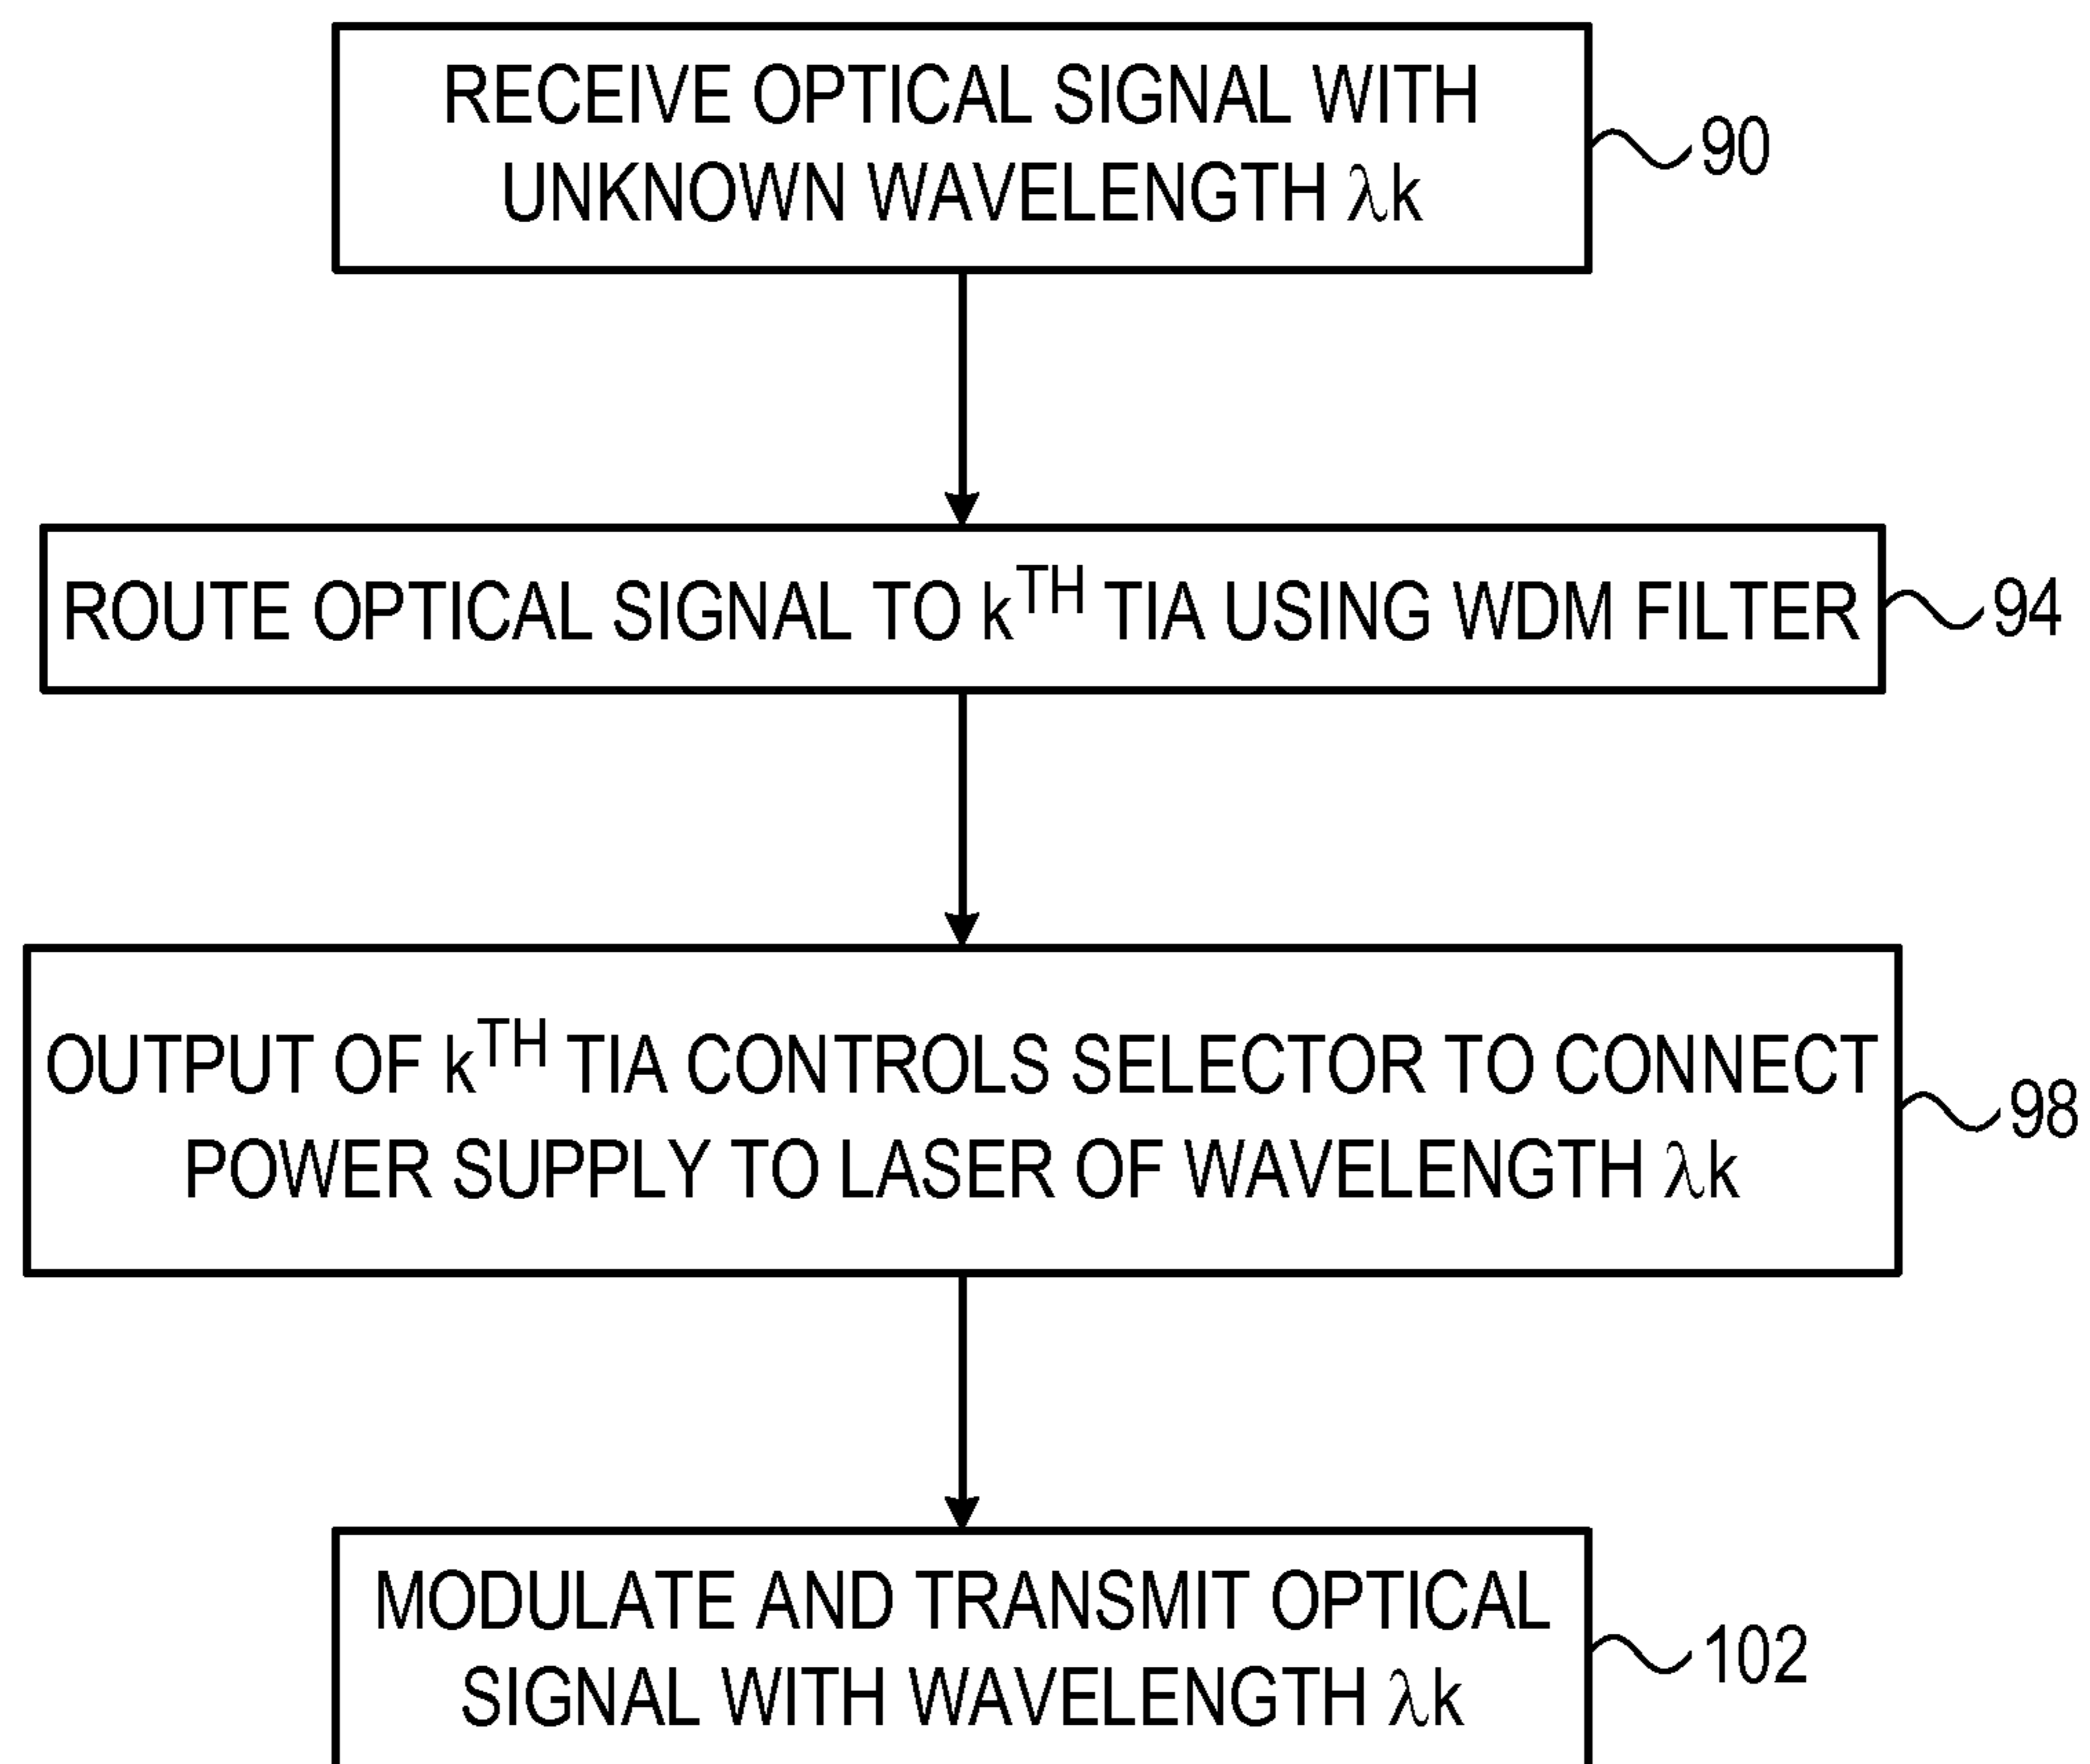 RECEIVE OPTICAL SIGNAL WITH
UNKNOWN WAVELENGTH λk
90
ROUTE OPTICAL SIGNAL TO kᵀᴴ TIA USING WDM FILTER
94
OUTPUT OF kᵀᴴ TIA CONTROLS SELECTOR TO CONNECT
POWER SUPPLY TO LASER OF WAVELENGTH λk
98
MODULATE AND TRANSMIT OPTICAL
SIGNAL WITH WAVELENGTH λk
102